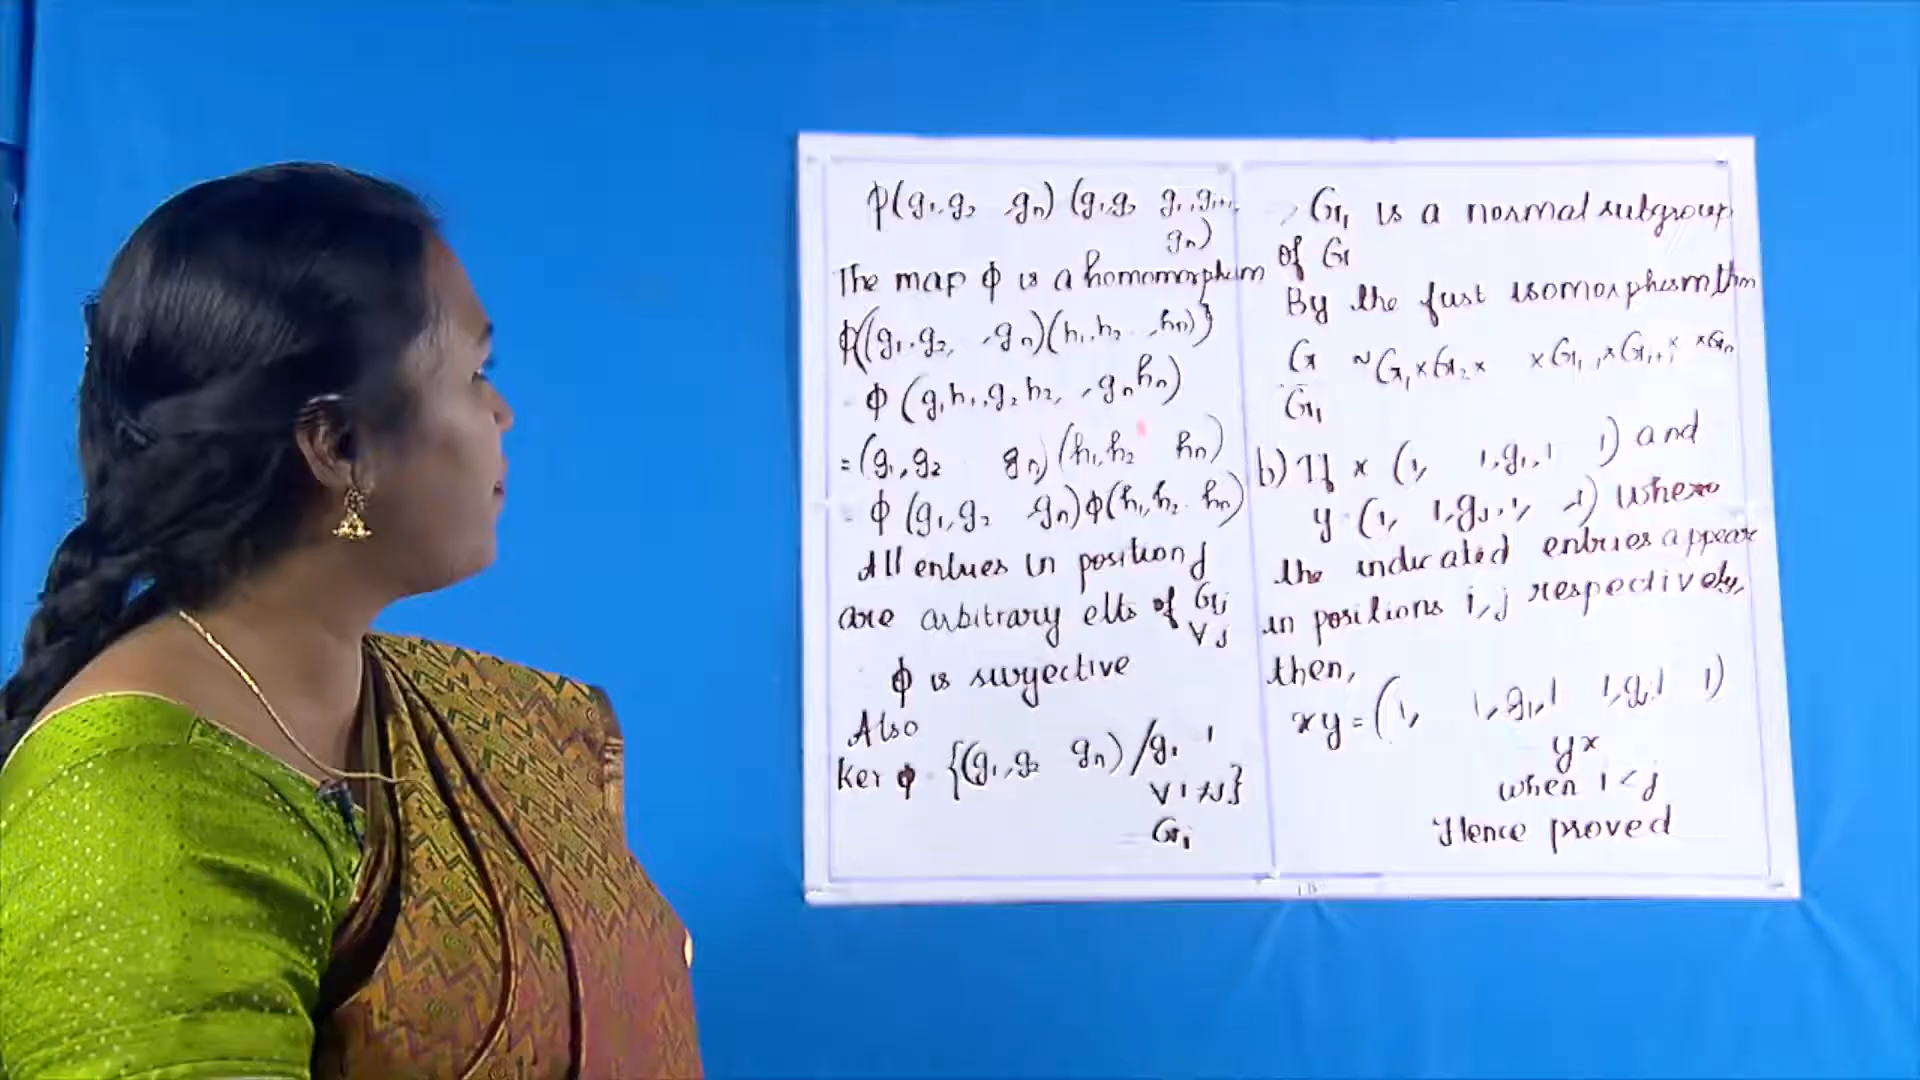 ϕ(g₁,g₂ ,gₙ) (g₁,g₂ gᵢ₋₁,gᵢ₊₁,
gₙ)
The map ϕ is a homomorphism
ϕ((g₁,g₂, ,gₙ)(h₁,h₂ ,hₙ)}
ϕ (g₁h₁,g₂h₂, ,gₙhₙ)
=(g₁,g₂ gₙ)(h₁,h₂ hₙ)
ϕ (g₁,g₂ gₙ)ϕ(h₁,h₂ hₙ)
All entries in position j
are arbitrary elts of Gj
∀ j
ϕ is surjective
Also
Ker ϕ {(g₁,g₂ gₙ)/gᵢ 1
∀ i≠j}
Gᵢ
Gᵢ is a normal subgroup
of G
By the first isomorphism thm
G ~G₁×G₂× ×Gᵢ₋₁×Gᵢ₊₁× ×Gₙ
Gᵢ
b) If x (1, 1,gᵢ,1 1) and
y (1, 1,gj,1, 1) where
the indicated entries appear
in positions i,j respectively,
then,
xy=(1, 1,gᵢ,1 1,gj,1 1)
yx
when i<j
Hence proved